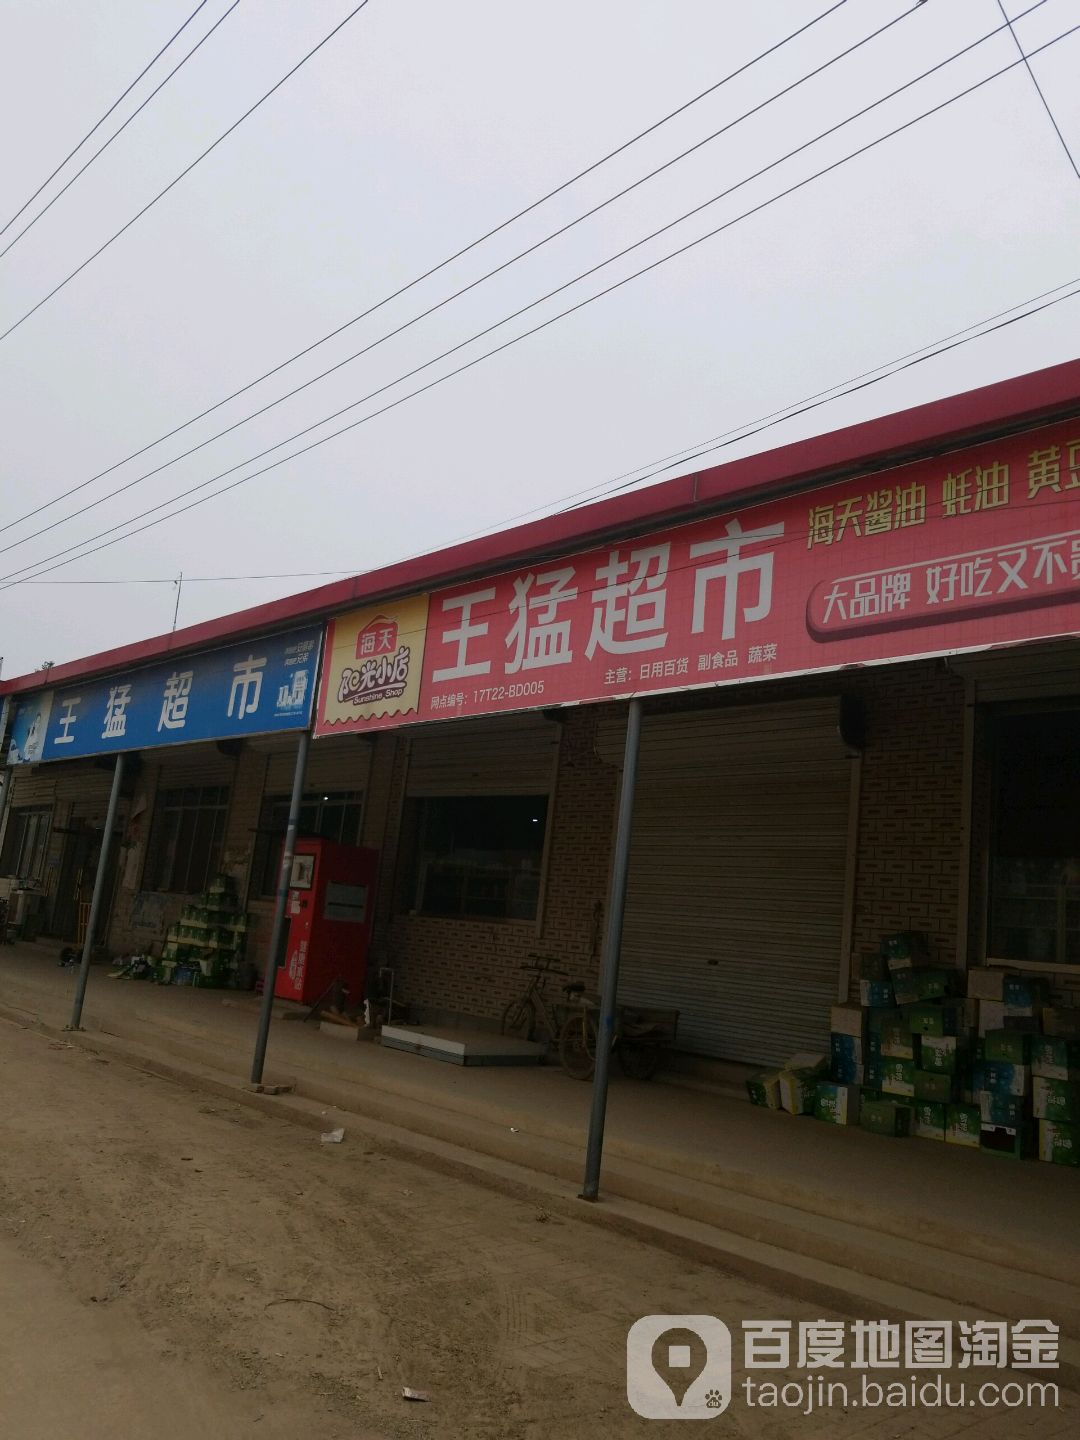 王猛超市
海天
阳光小店
Sunshine Shop
王猛超市
网点编号：17T22-BD005
主营：日用百货 副食品 蔬菜
海天酱油 蚝油 黄豆
大品牌 好吃又不贵
百度地图淘金
taojin.baidu.com